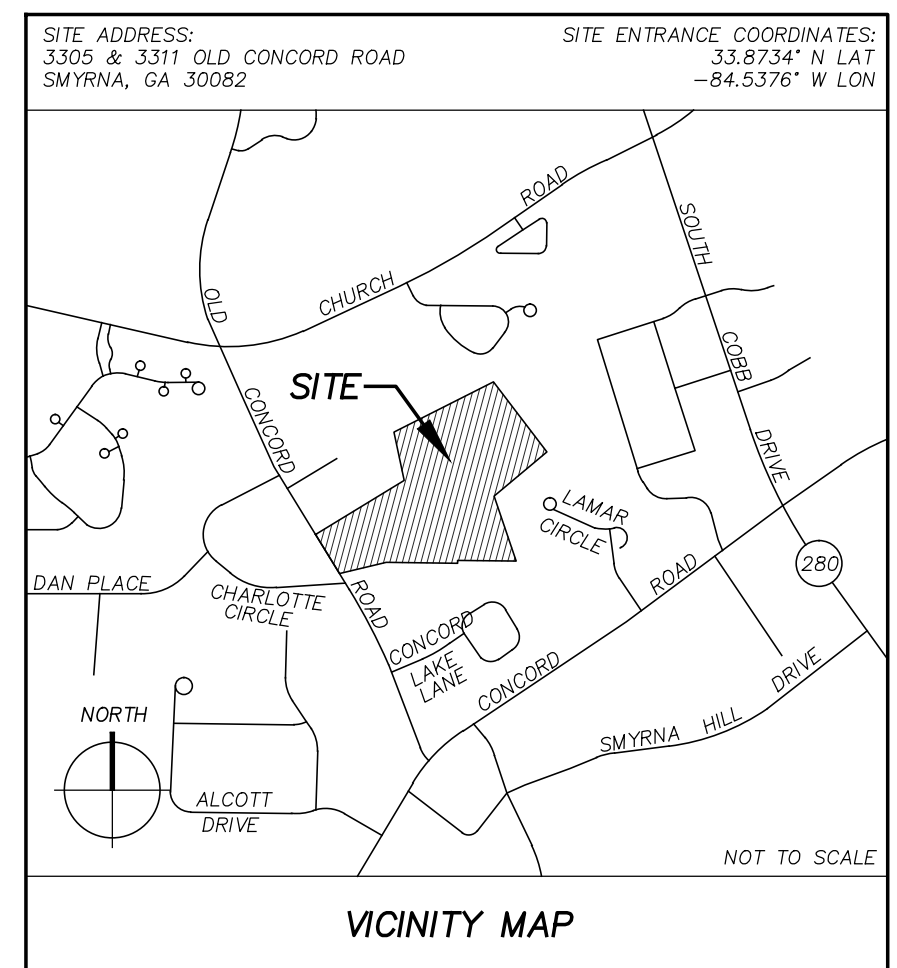 SITE ADDRESS:
3305 & 3311 OLD CONCORD ROAD
SMYRNA, GA 30082
SITE ENTRANCE COORDINATES:
33.8734° N LAT
-84.5376° W LON
ROAD
CHURCH
SOUTH
COBB
DRIVE
OLD
CONCORD
ROAD
SITE
LAMAR
CIRCLE
280
DAN PLACE
CHARLOTTE
CIRCLE
ROAD
CONCORD
LAKE
LANE
CONCORD
DRIVE
HILL
SMYRNA
NORTH
ALCOTT
DRIVE
NOT TO SCALE
VICINITY MAP